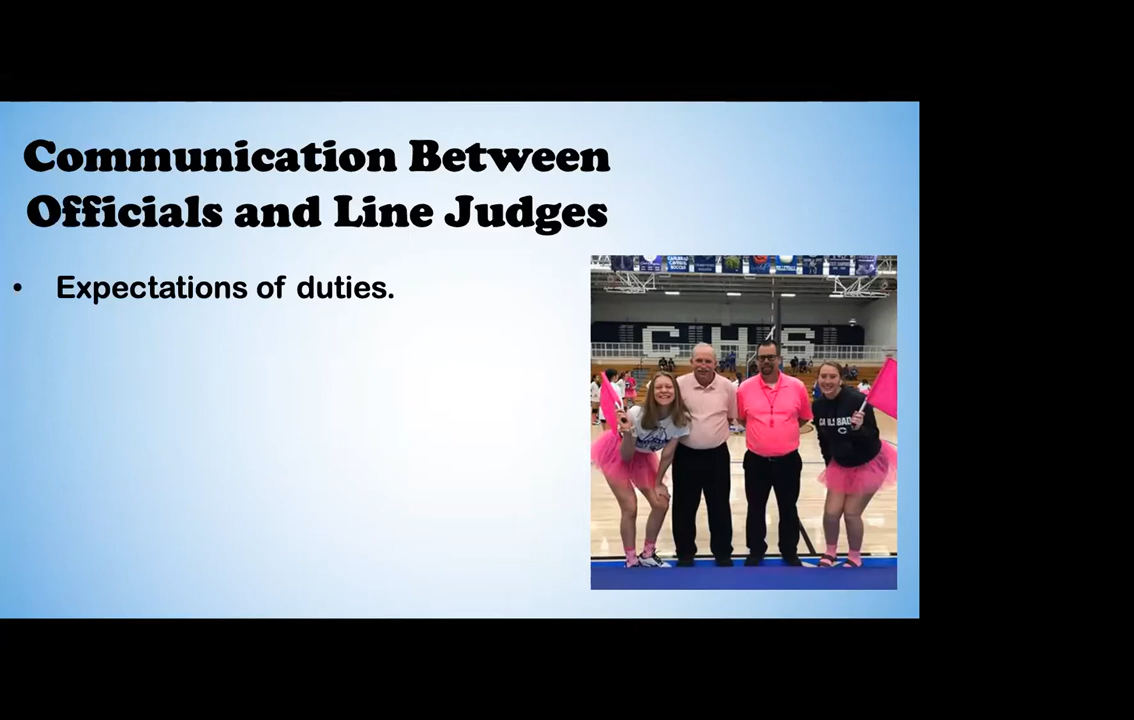 Communication Between
Officials and Line Judges
• Expectations of duties.
CHS